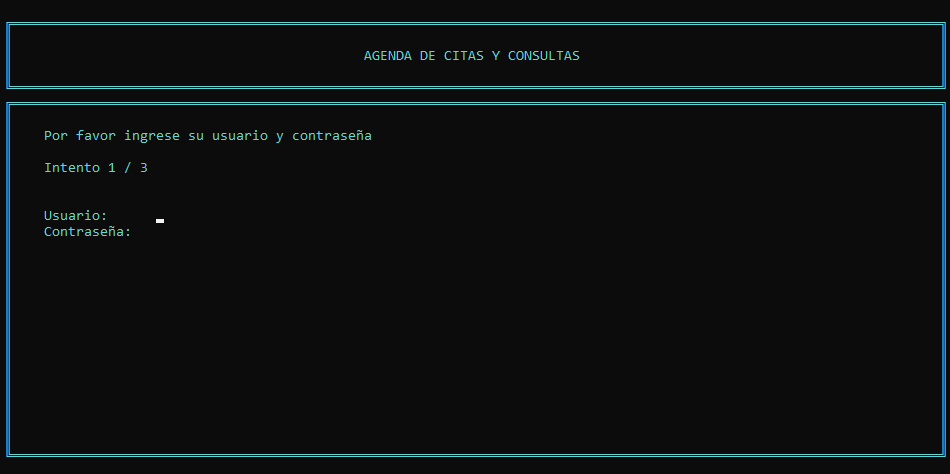 AGENDA DE CITAS Y CONSULTAS
Por favor ingrese su usuario y contraseña
Intento 1 / 3
Usuario:
Contraseña: